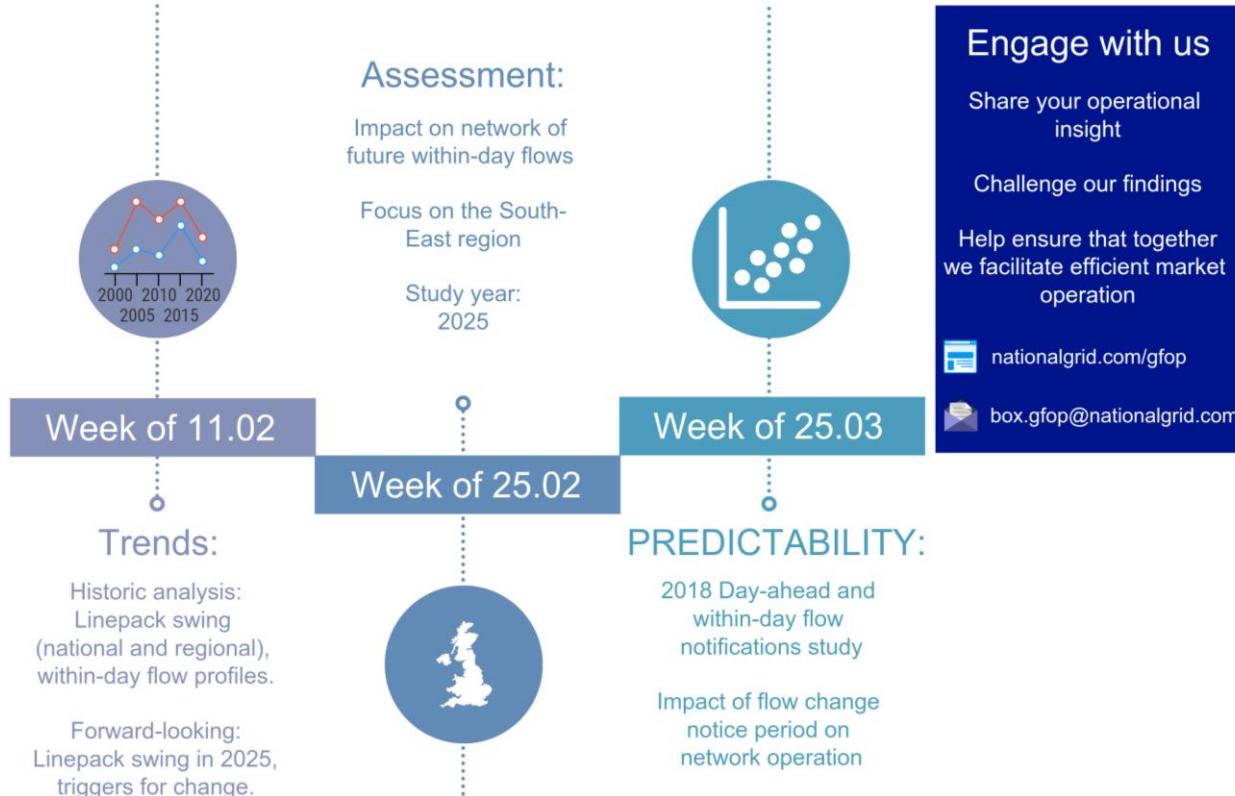 Engage with us
Share your operational
insight
Challenge our findings
Help ensure that together
we facilitate efficient market
operation
nationalgrid.com/gfop
box.gfop@nationalgrid.com
Assessment:
Impact on network of
future within-day flows
Focus on the South-
East region
Study year:
2025
2000 2010 2020
2005 2015
Week of 11.02
Week of 25.02
Week of 25.03
Trends:
Historic analysis:
Linepack swing
(national and regional),
within-day flow profiles.
Forward-looking:
Linepack swing in 2025,
triggers for change.
PREDICTABILITY:
2018 Day-ahead and
within-day flow
notifications study
Impact of flow change
notice period on
network operation